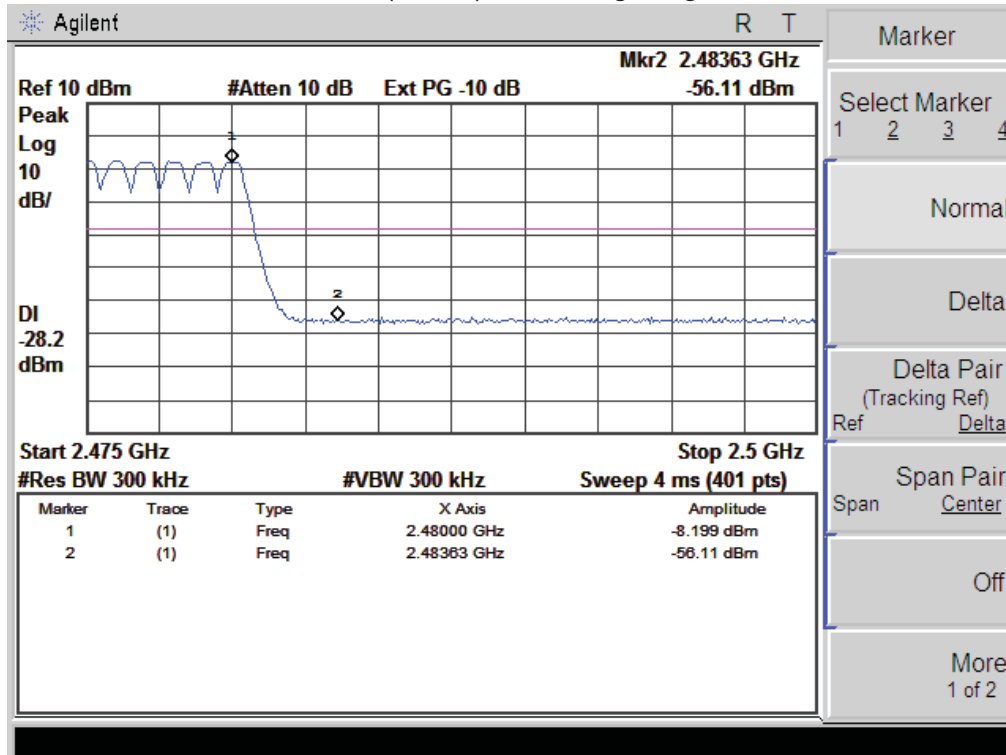 Agilent R T
Mkr2 2.48363 GHz
Ref 10 dBm #Atten 10 dB Ext PG -10 dB -56.11 dBm
Peak
Log
10
dB/
1
2
DI
-28.2
dBm
Start 2.475 GHz Stop 2.5 GHz
#Res BW 300 kHz #VBW 300 kHz Sweep 4 ms (401 pts)
Marker Trace Type X Axis Amplitude
1 (1) Freq 2.48000 GHz -8.199 dBm
2 (1) Freq 2.48363 GHz -56.11 dBm
Marker
Select Marker
1 2 3 4
Normal
Delta
Delta Pair
(Tracking Ref)
Ref Delta
Span Pair
Span Center
Off
More
1 of 2